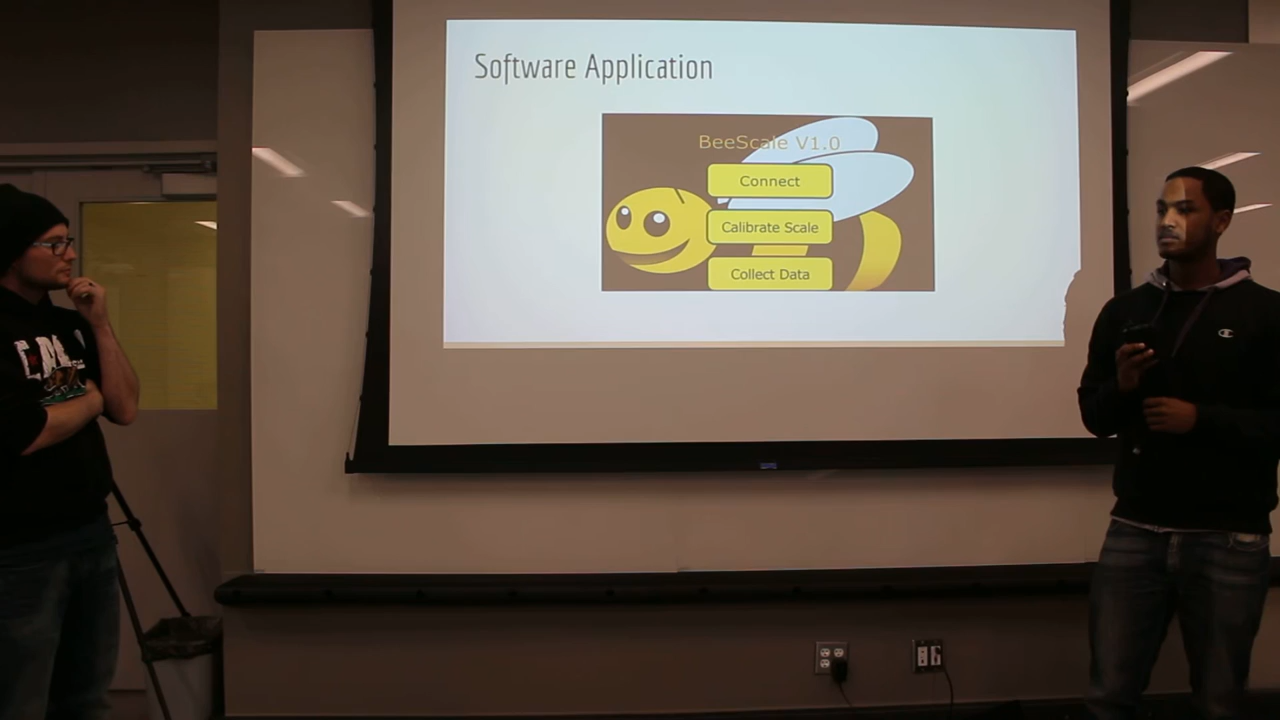 Software Application
BeeScale V1.0
Connect
Calibrate Scale
Collect Data